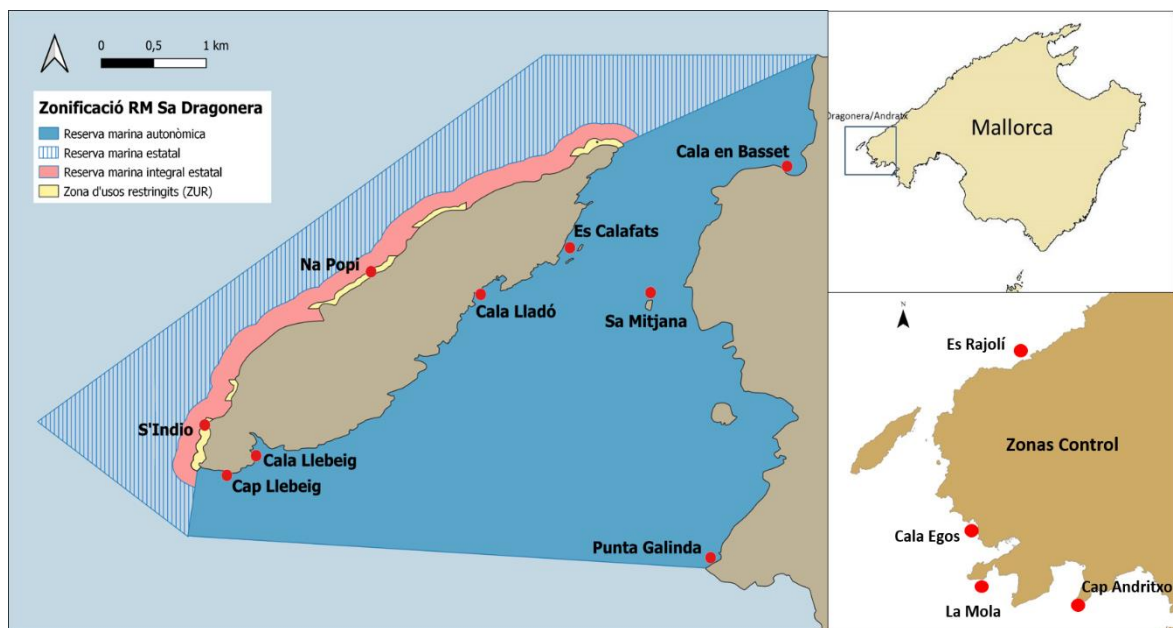 0 0,5 1 km
Zonificació RM Sa Dragonera
Reserva marina autonòmica
Reserva marina estatal
Reserva marina integral estatal
Zona d'usos restringits (ZUR)
Cala en Basset
Es Calafats
Na Popi
Cala Lladó
Sa Mitjana
S'Indio
Cala Llebeig
Cap Llebeig
Punta Galinda
Dragonera/Andratx
Mallorca
N
Es Rajolí
Zonas Control
Cala Egos
Cap Andritxo
La Mola